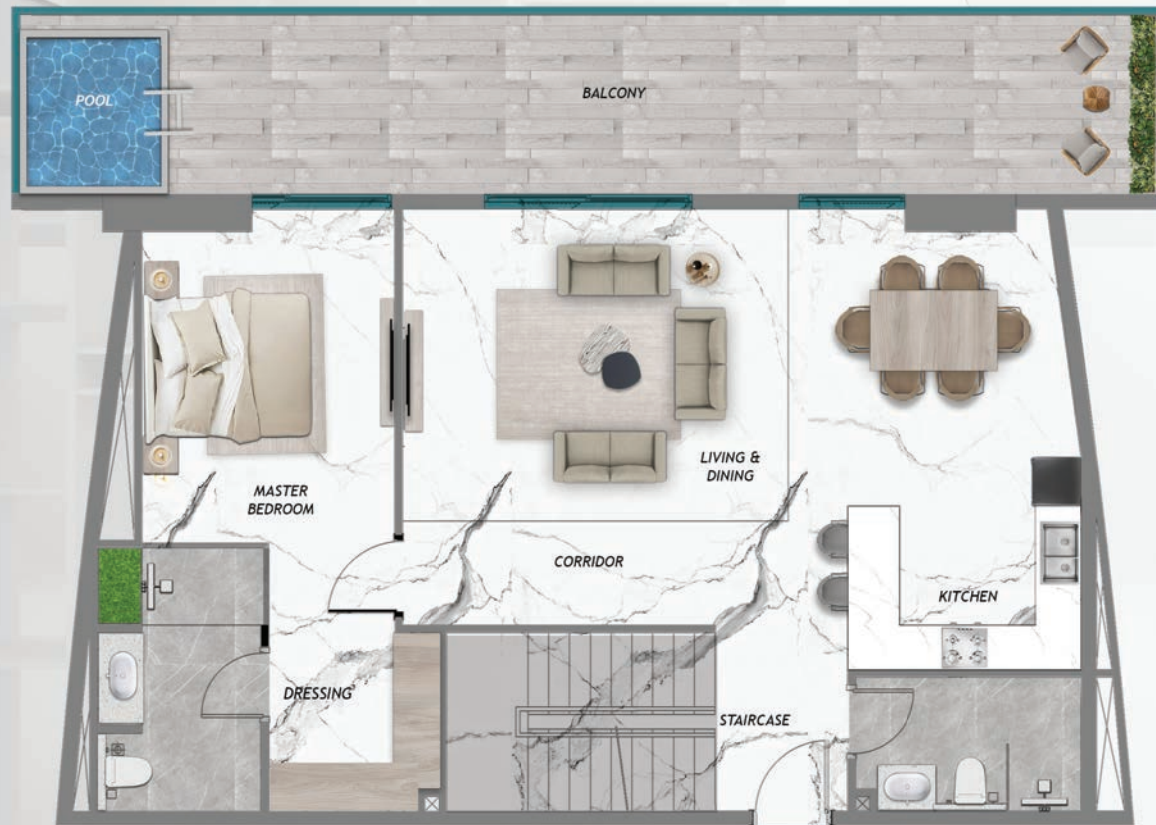 POOL
BALCONY
LIVING &
DINING
MASTER
BEDROOM
CORRIDOR
KITCHEN
DRESSING
STAIRCASE